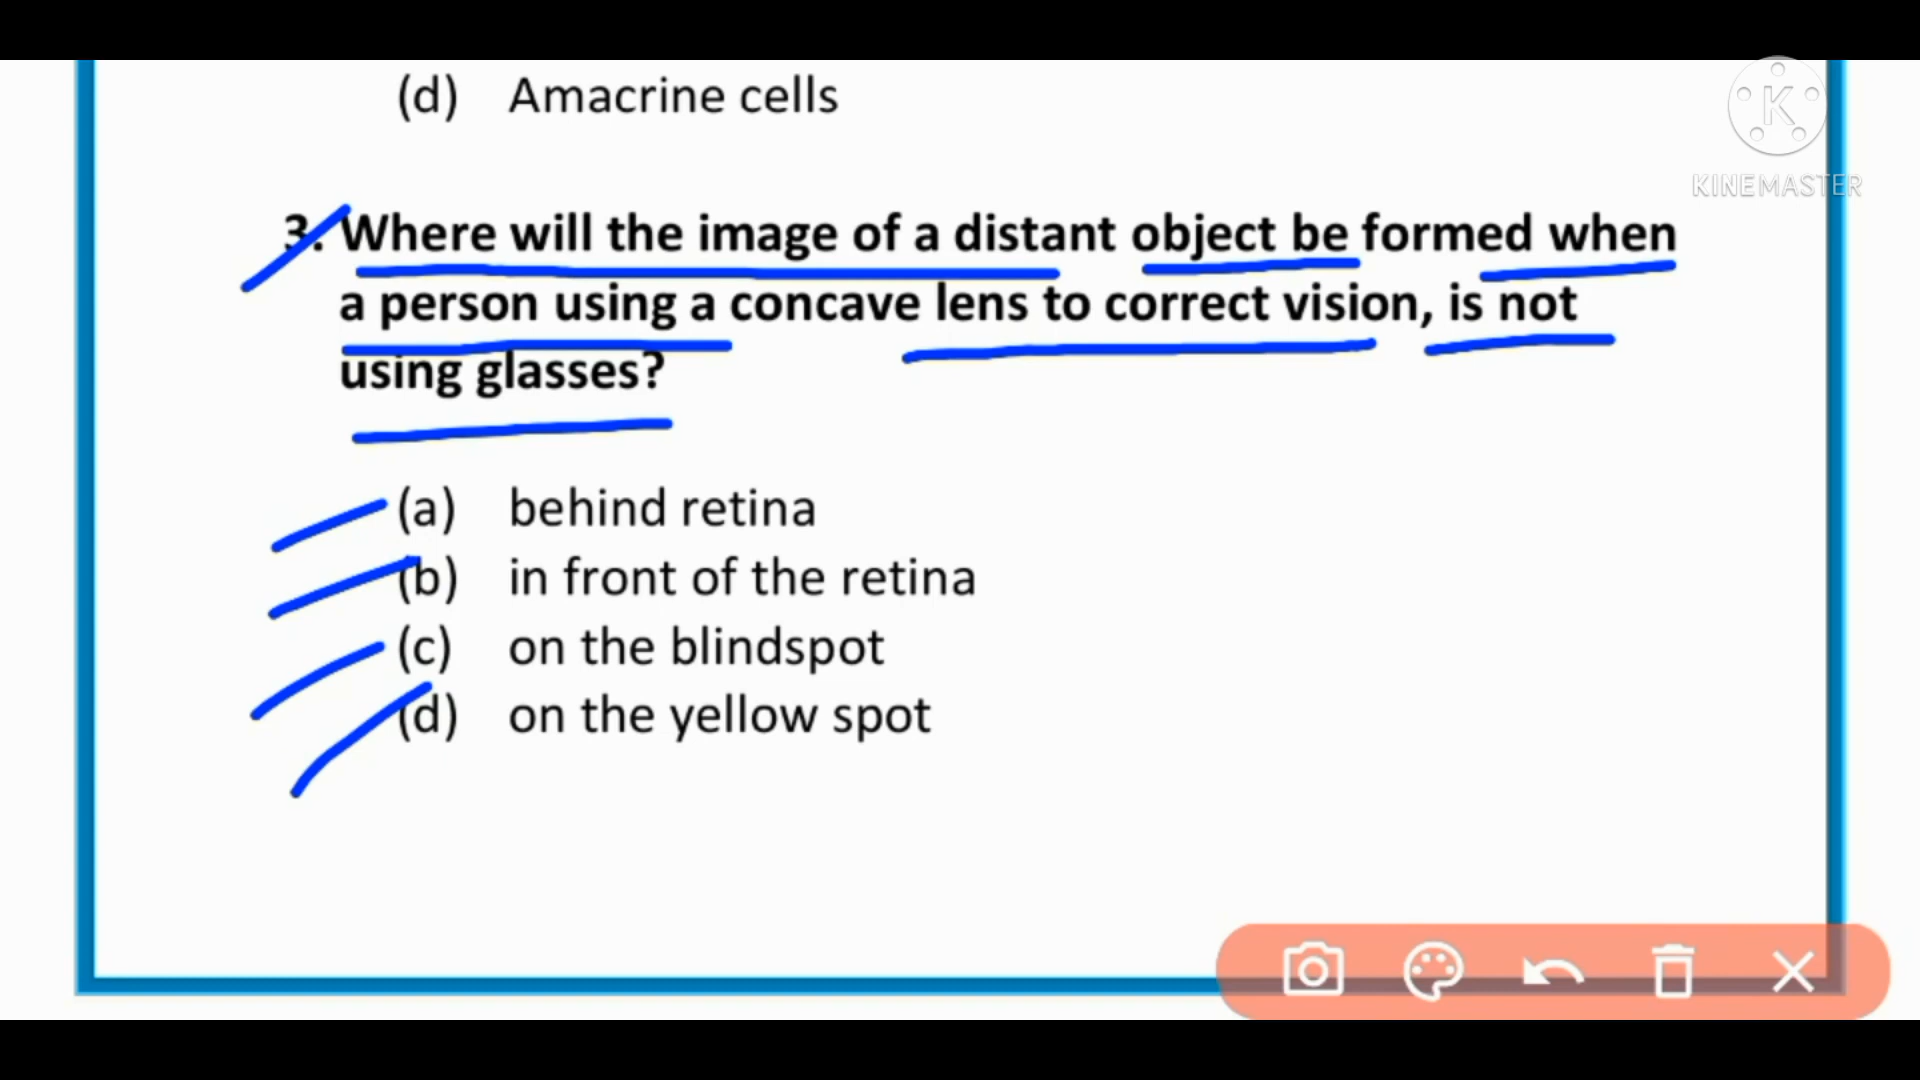 (d) Amacrine cells
KINEMASTER
3. Where will the image of a distant object be formed when
a person using a concave lens to correct vision, is not
using glasses?
(a) behind retina
(b) in front of the retina
(c) on the blindspot
(d) on the yellow spot